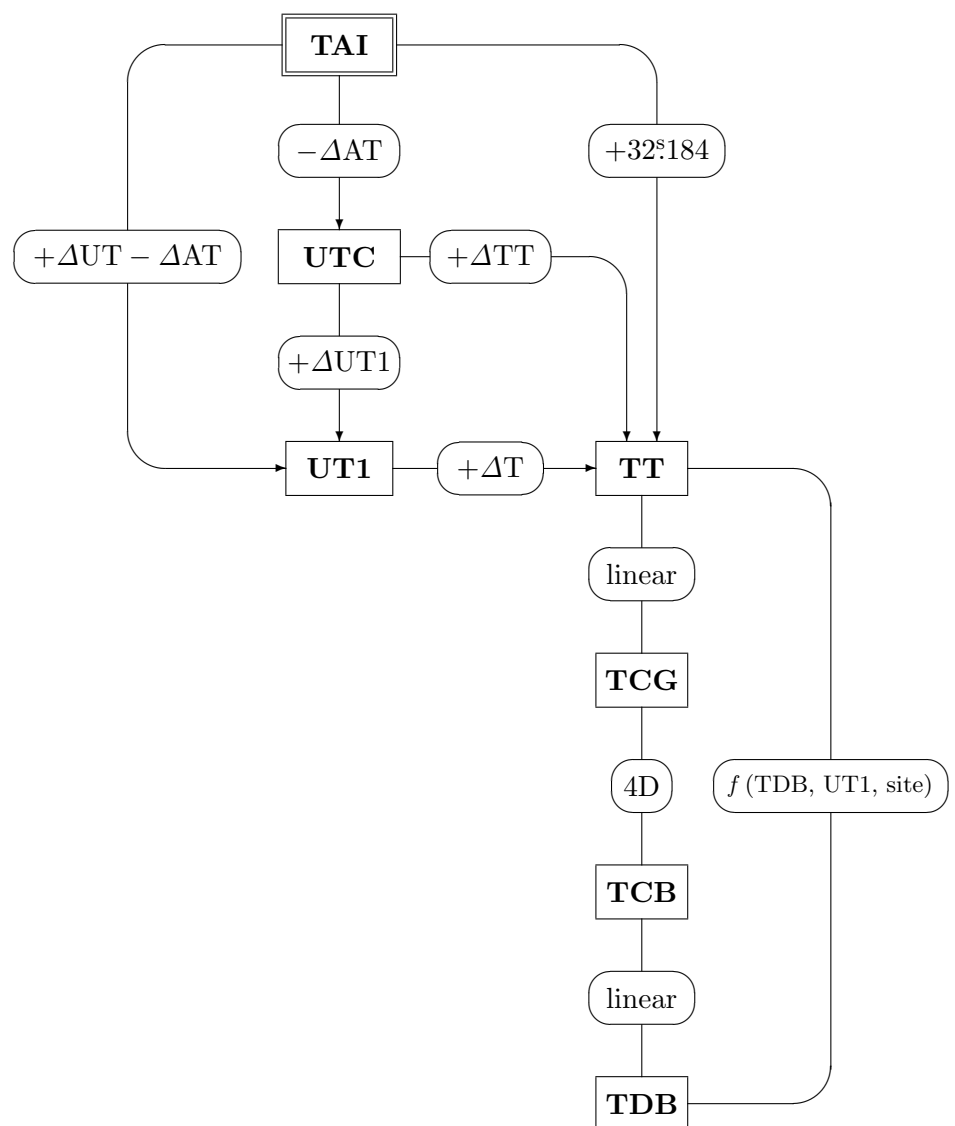 TAI
−ΔAT
+32ˢ.184
+ΔUT − ΔAT
UTC
+ΔTT
+ΔUT1
UT1
+ΔT
TT
linear
TCG
4D
f (TDB, UT1, site)
TCB
linear
TDB